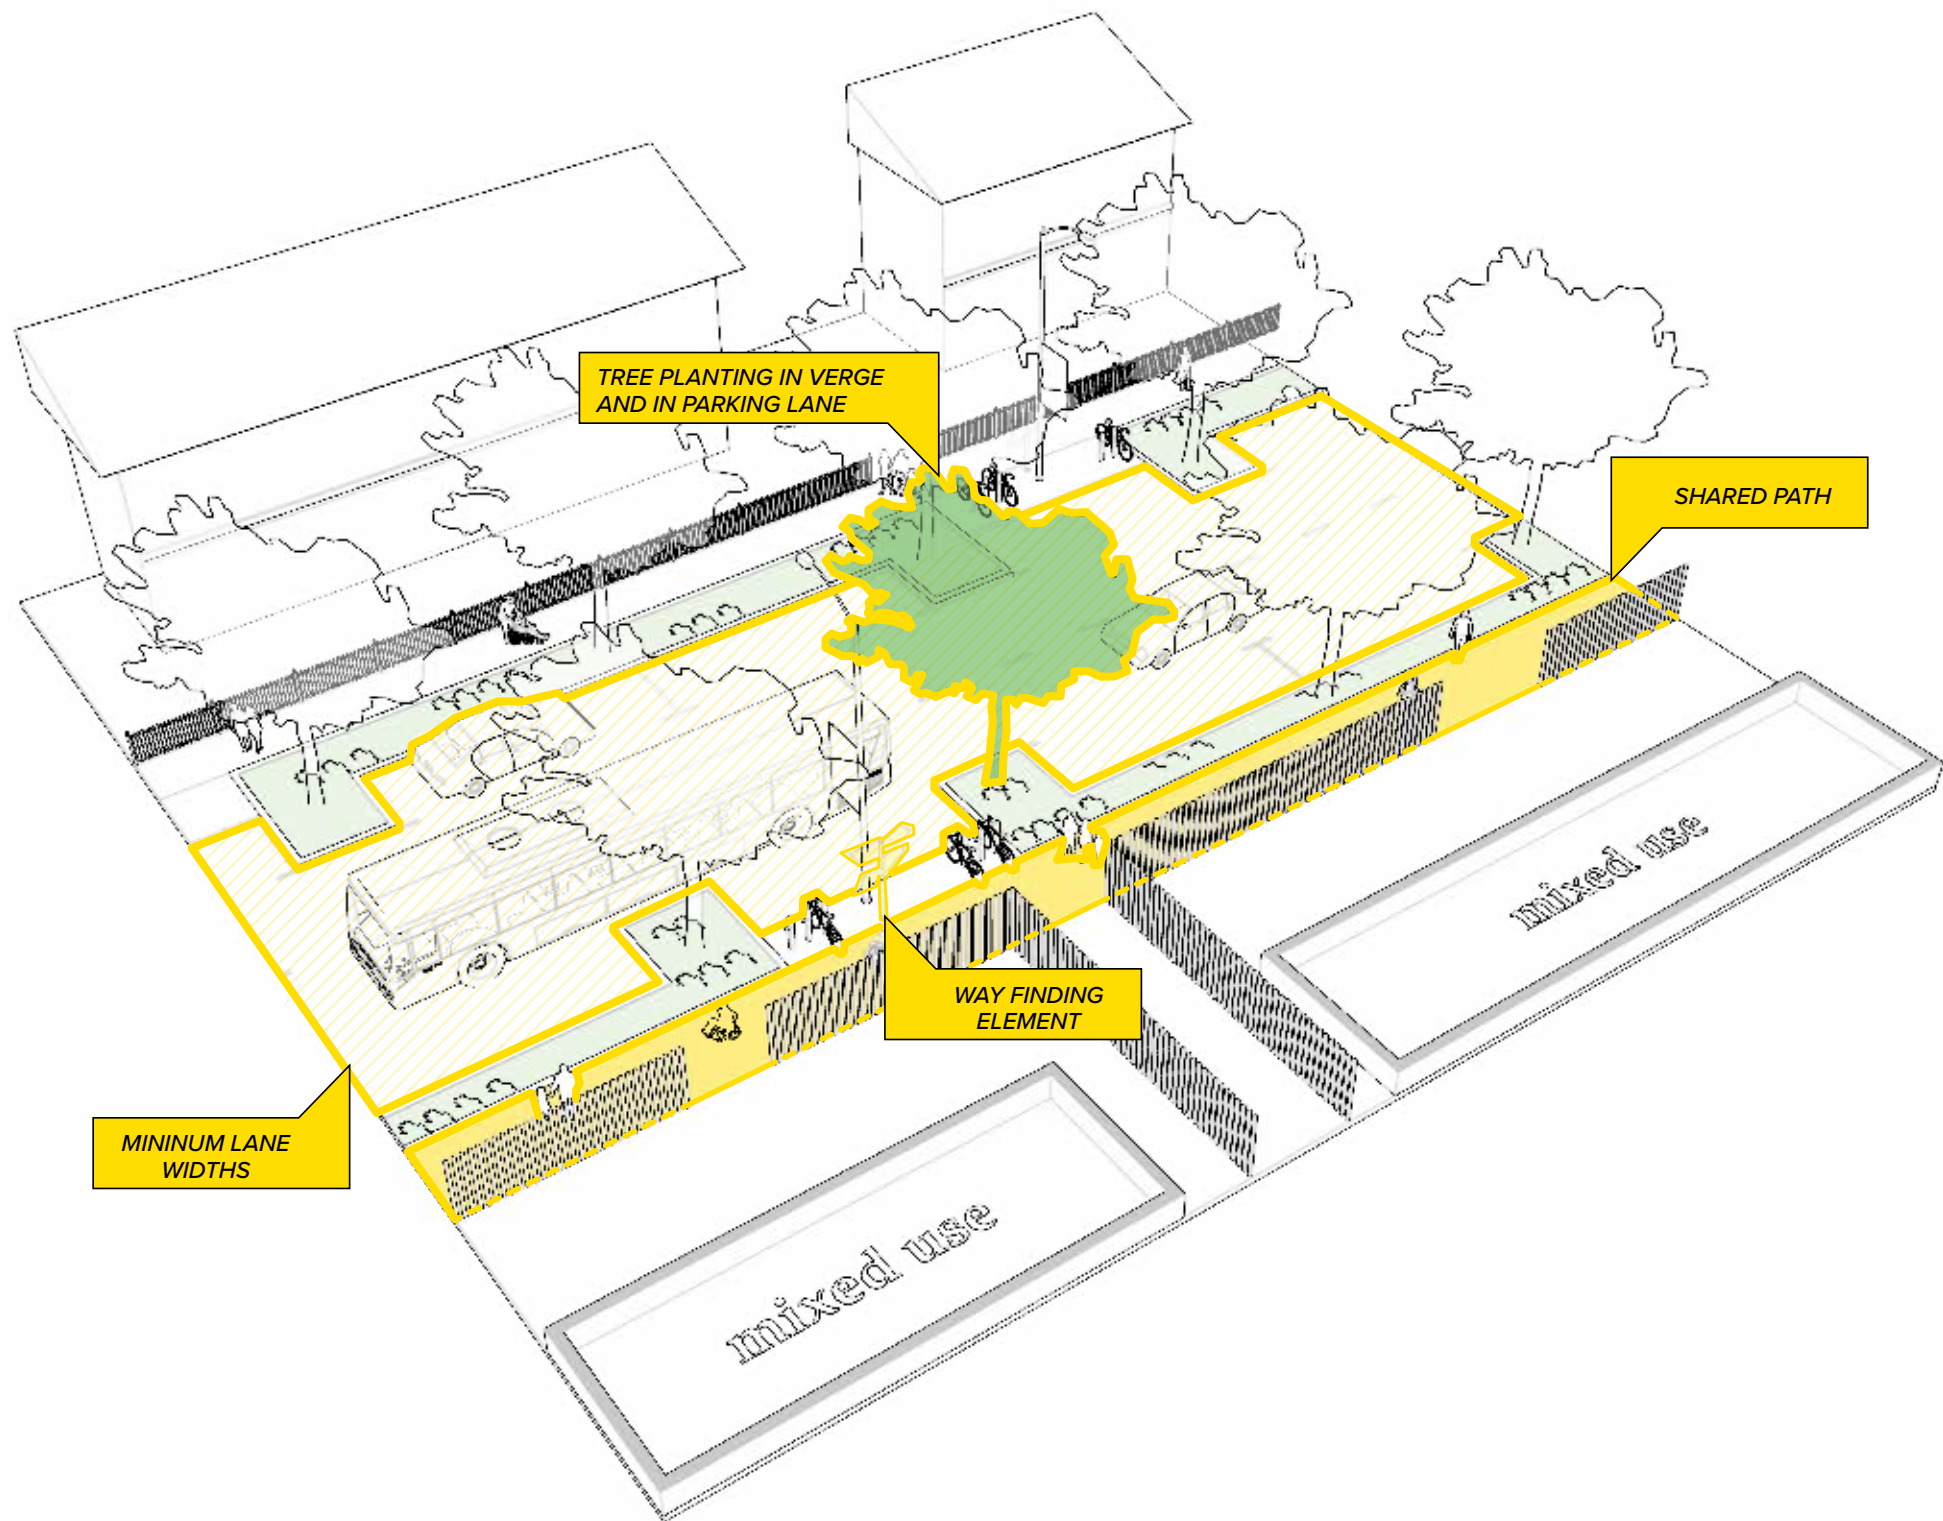 TREE PLANTING IN VERGE
AND IN PARKING LANE
SHARED PATH
mixed use
WAY FINDING
ELEMENT
MININUM LANE
WIDTHS
mixed use